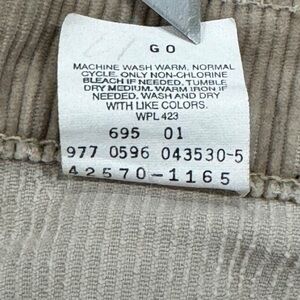 G O
MACHINE WASH WARM, NORMAL
CYCLE. ONLY NON-CHLORINE
BLEACH IF NEEDED. TUMBLE
DRY MEDIUM. WARM IRON IF
NEEDED. WASH AND DRY
WITH LIKE COLORS.
WPL 423
695 01
977 0596 043530-5
42570-1165